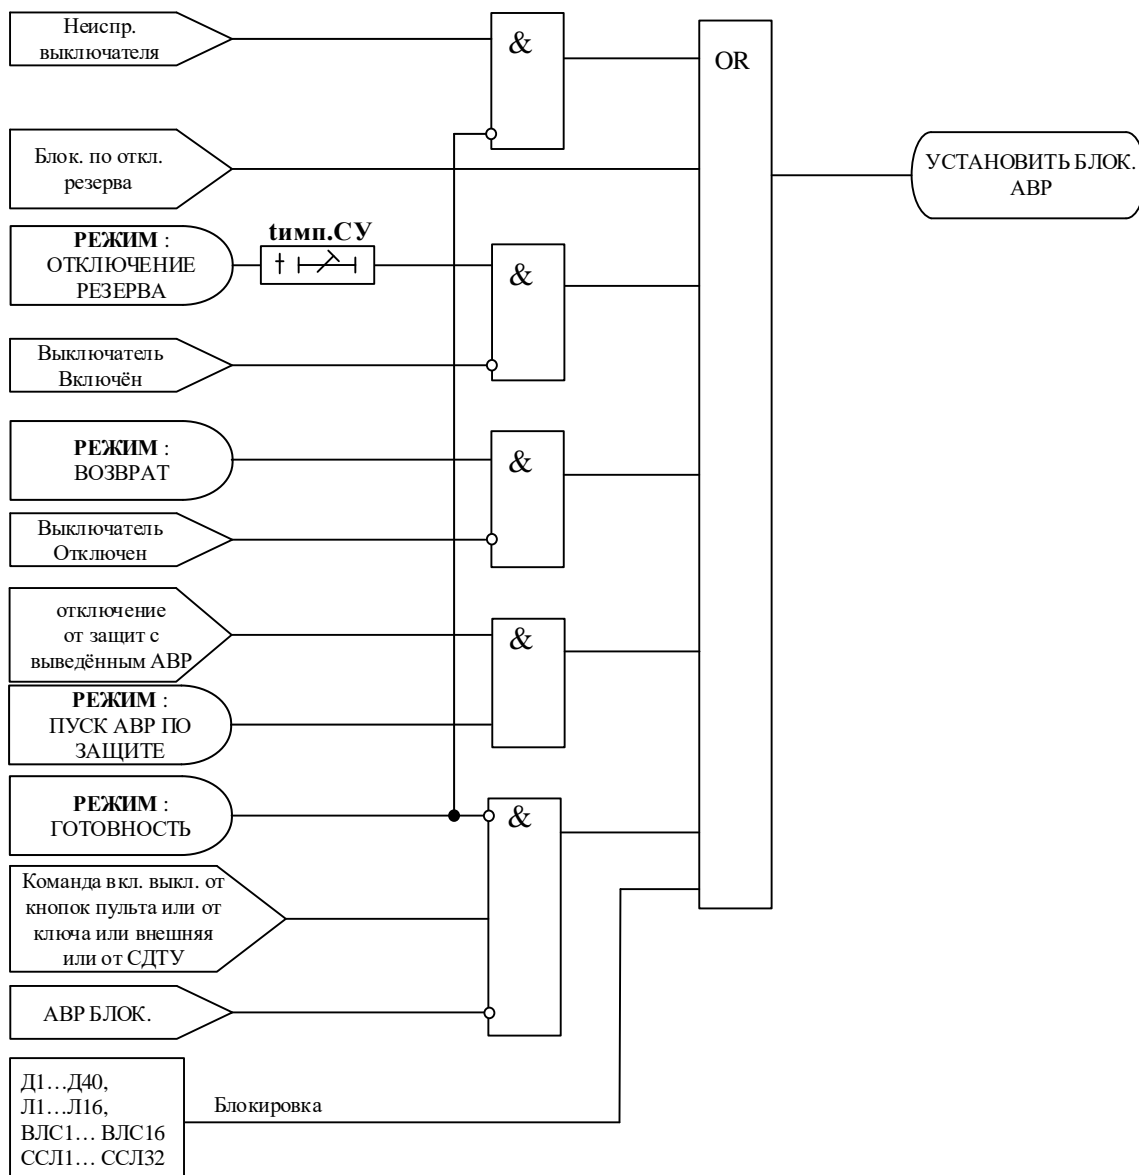 Неиспр.
выключателя
&
OR
Блок. по откл.
резерва
УСТАНОВИТЬ БЛОК.
АВР
РЕЖИМ :
ОТКЛЮЧЕНИЕ
РЕЗЕРВА
tимп.СУ
&
Выключатель
Включён
РЕЖИМ :
ВОЗВРАТ
&
Выключатель
Отключен
отключение
от защит с
выведённым АВР
&
РЕЖИМ :
ПУСК АВР ПО
ЗАЩИТЕ
РЕЖИМ :
ГОТОВНОСТЬ
&
Команда вкл. выкл. от
кнопок пульта или от
ключа или внешняя
или от СДТУ
АВР БЛОК.
Д1…Д40,
Л1…Л16,
ВЛС1… ВЛС16
ССЛ1… ССЛ32
Блокировка